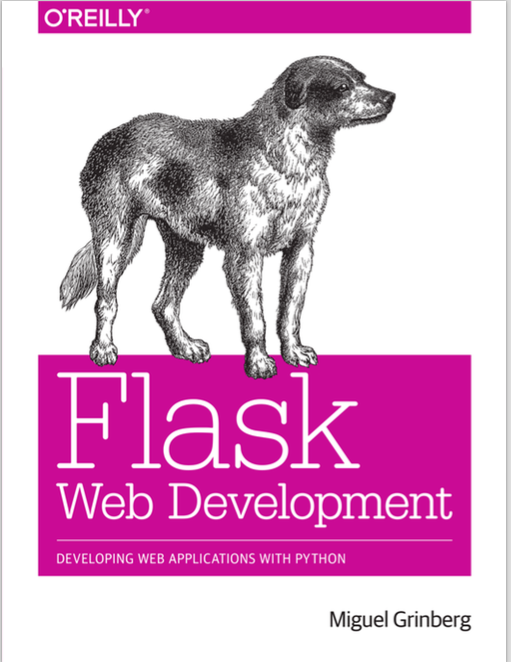 O'REILLY®
Flask
Web Development
DEVELOPING WEB APPLICATIONS WITH PYTHON
Miguel Grinberg